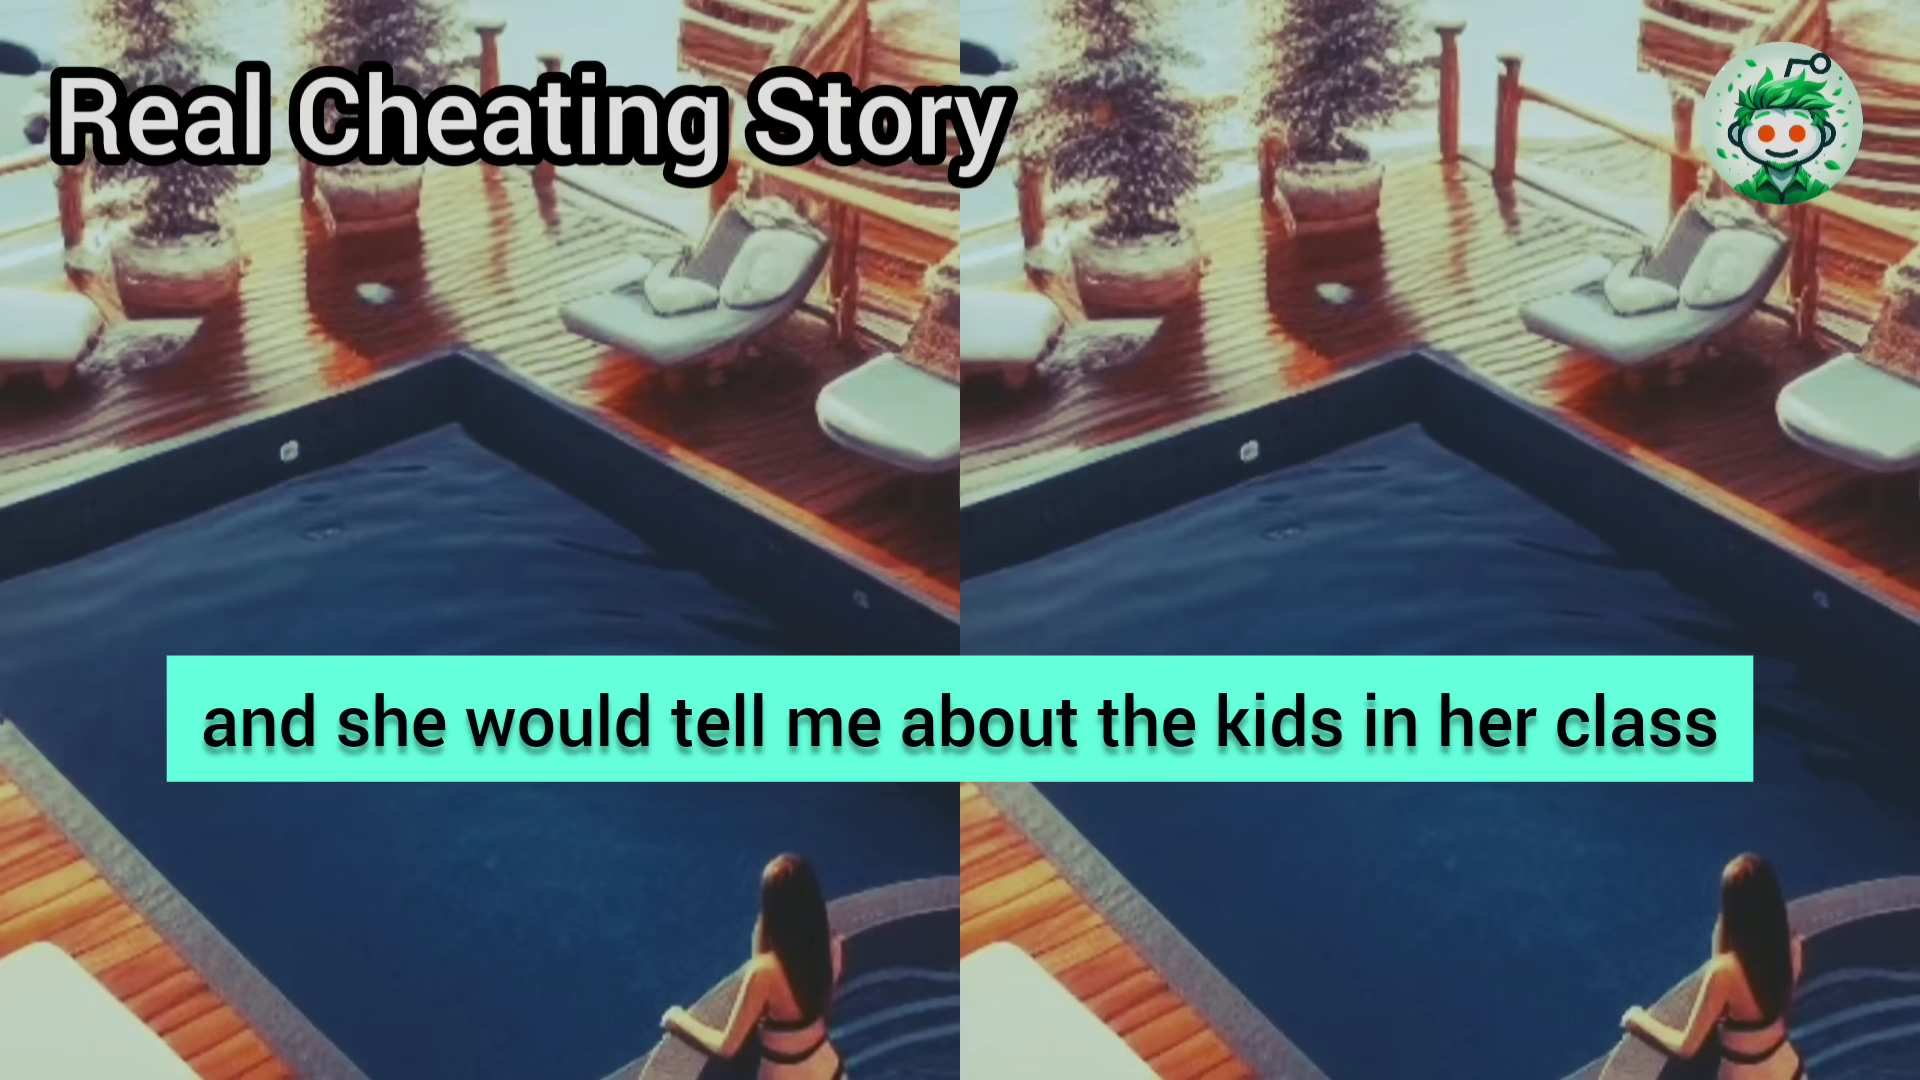 Real Cheating Story
and she would tell me about the kids in her class